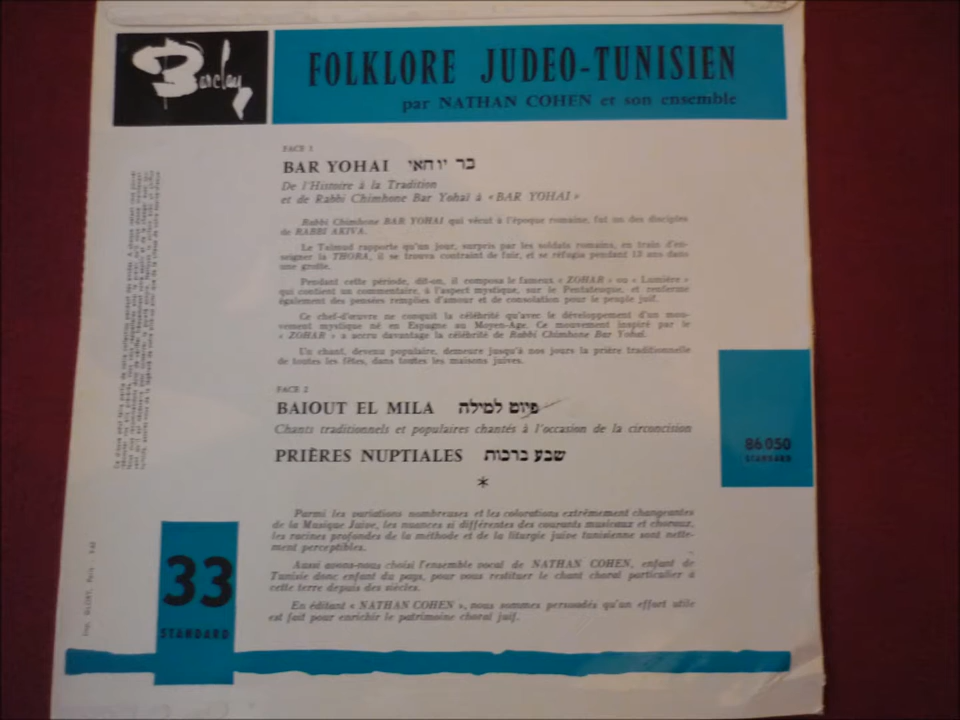 Barclay
FOLKLORE JUDEO-TUNISIEN
par NATHAN COHEN et son ensemble
FACE 1
BAR YOHAI בר יוחאי
De l'Histoire à la Tradition
et de Rabbi Chimhone Bar Yohaï à « BAR YOHAI »
Rabbi Chimhone BAR YOHAI qui vécut à l'époque romaine, fut un des disciples
de RABBI AKIVA.
Le Talmud rapporte qu'un jour, surpris par les soldats romains, en train d'en-
seigner la THORA, il se trouva contraint de fuir, et se réfugia pendant 13 ans dans
une grotte.
Pendant cette période, dit-on, il composa le fameux « ZOHAR » ou « Lumière »
qui contient un commentaire, à l'aspect mystique, sur le Pentateuque, et renferme
également des pensées remplies d'amour et de consolation pour le peuple juif.
Ce chef-d'œuvre ne conquit la célébrité qu'avec le développement d'un mou-
vement mystique né en Espagne au Moyen-Age. Ce mouvement inspiré par le
« ZOHAR » a accru davantage la célébrité de Rabbi Chimhone Bar Yohaï.
Un chant, devenu populaire, demeure jusqu'à nos jours la prière traditionnelle
de toutes les fêtes, dans toutes les maisons juives.
FACE 2
BAIOUT EL MILA פיוט למילה
Chants traditionnels et populaires chantés à l'occasion de la circoncision
PRIÈRES NUPTIALES שבע ברכות
*
Parmi les variations nombreuses et les colorations extrêmement changeantes
de la Musique Juive, les nuances si différentes des courants musicaux et choraux,
les racines profondes de la méthode et de la liturgie juive tunisienne sont nette-
ment perceptibles.
Aussi avons-nous choisi l'ensemble vocal de NATHAN COHEN, enfant de
Tunisie donc enfant du pays, pour vous restituer le chant choral particulier à
cette terre depuis des siècles.
En éditant « NATHAN COHEN », nous sommes persuadés qu'un effort utile
est fait pour enrichir le patrimoine choral juif.
86.050
STANDARD
33
STANDARD